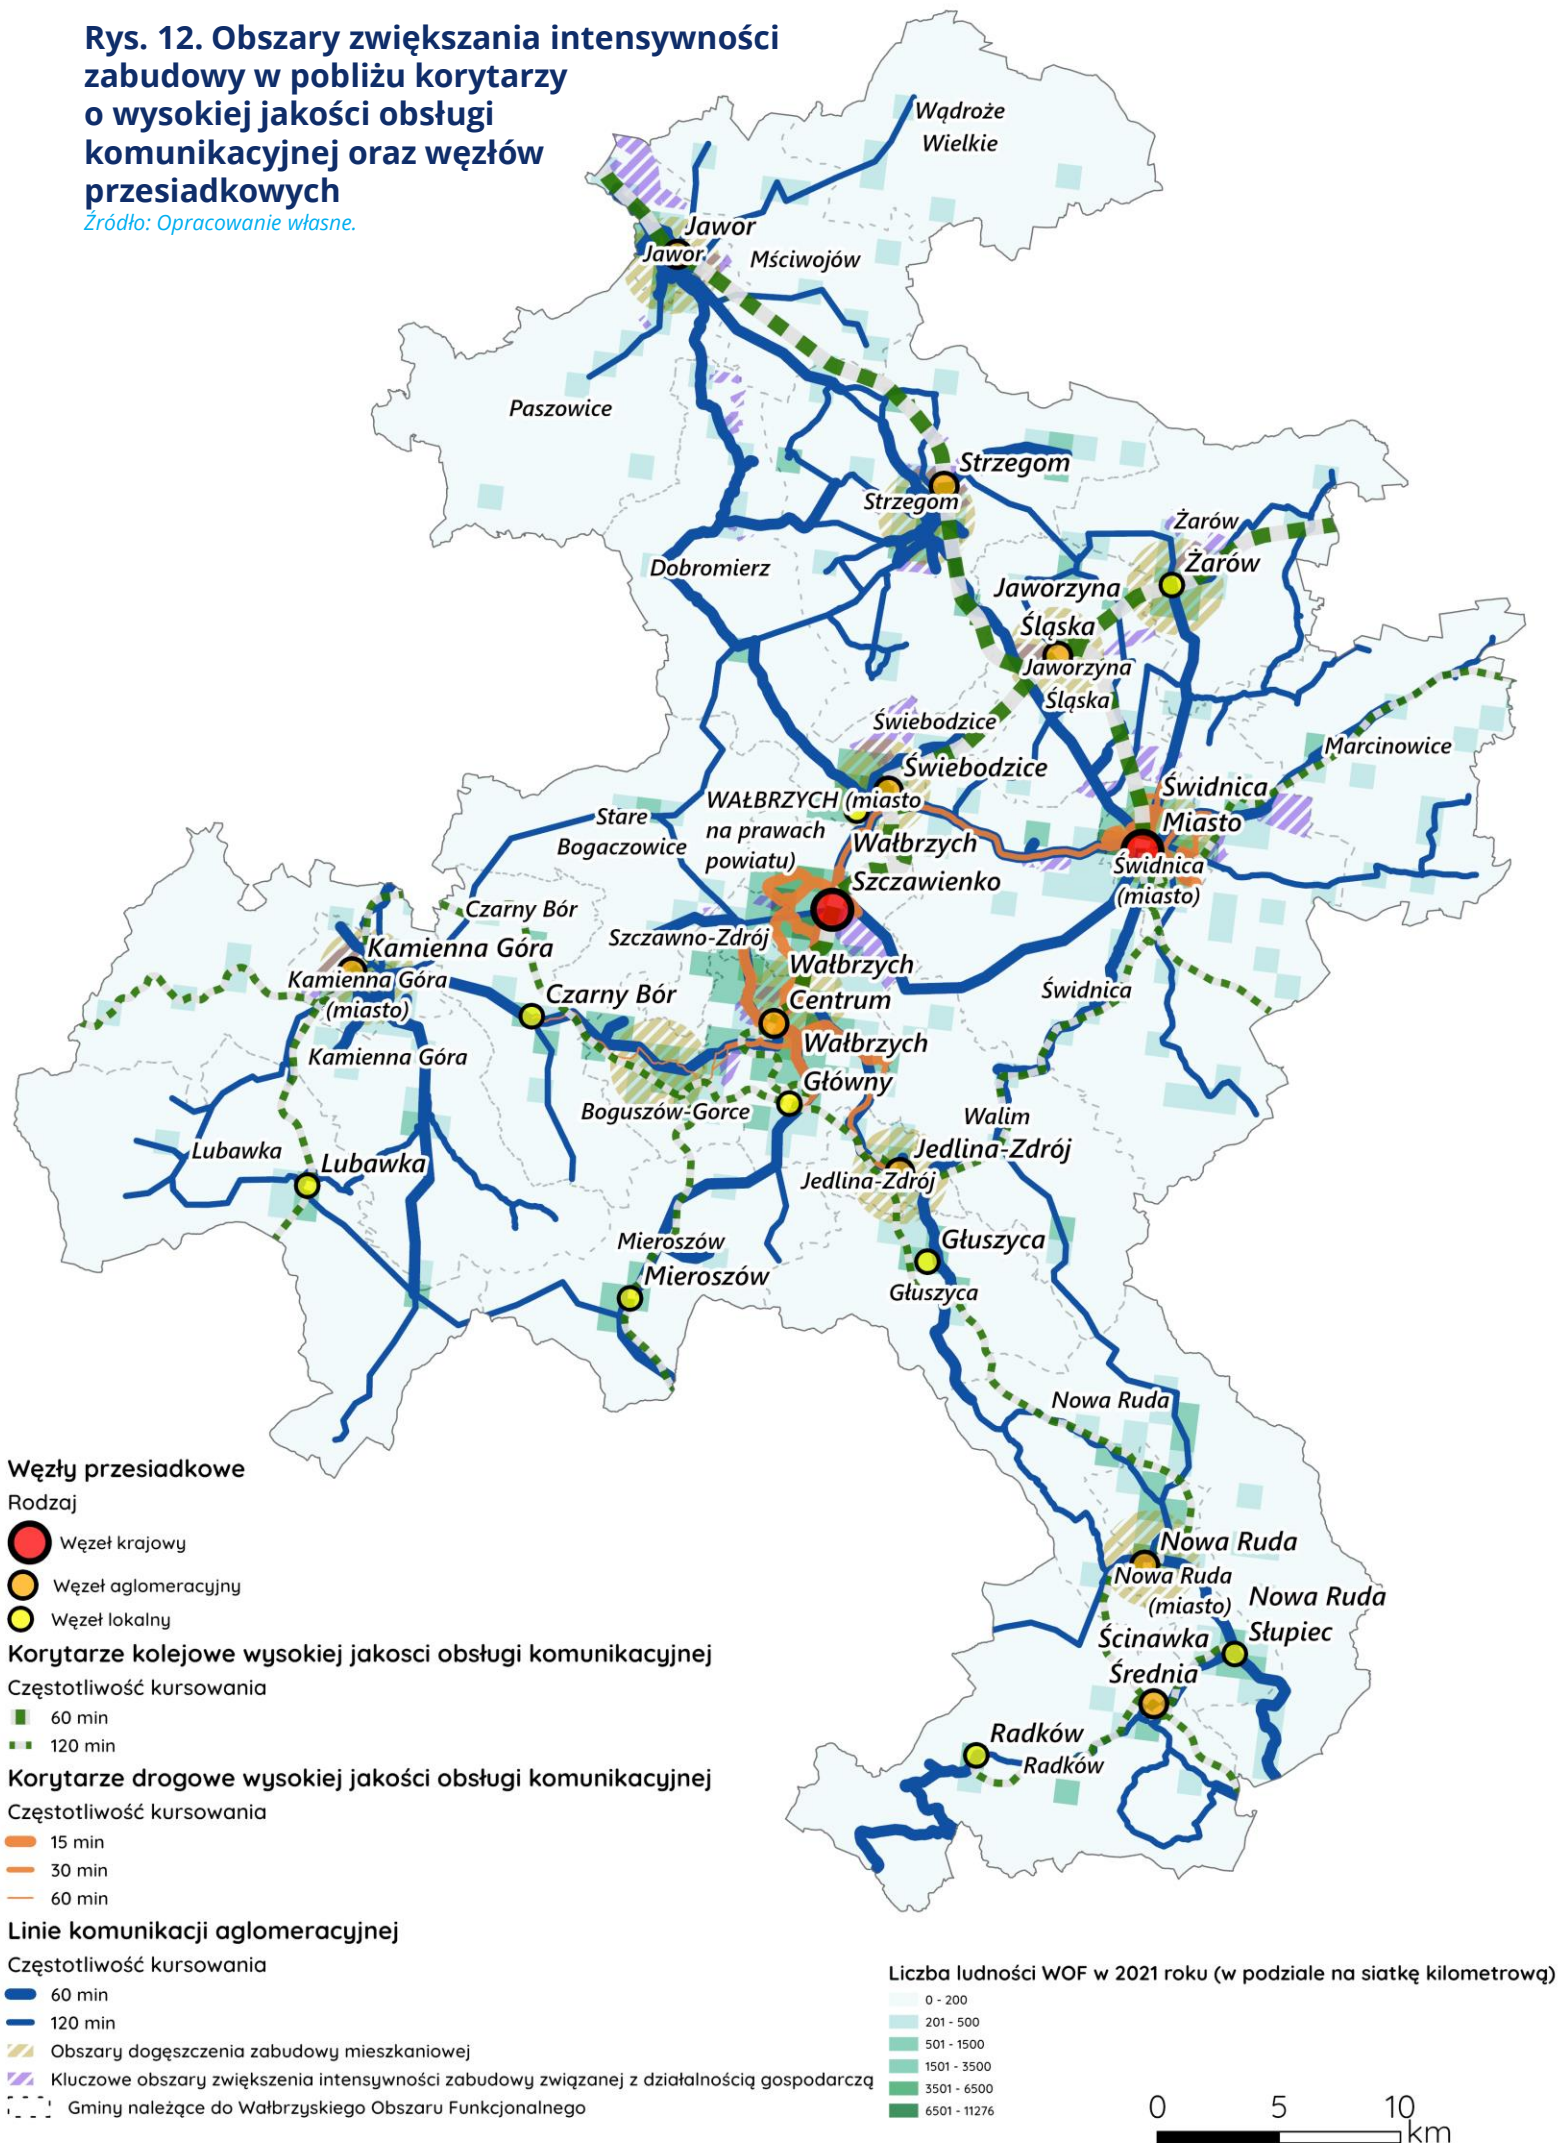 Rys. 12. Obszary zwiększania intensywności
zabudowy w pobliżu korytarzy
o wysokiej jakości obsługi
komunikacyjnej oraz węzłów
przesiadkowych
Źródło: Opracowanie własne.
Wądroże
Wielkie
Jawor
Jawor
Mściwojów
Paszowice
Strzegom
Strzegom
Żarów
Żarów
Dobromierz
Jaworzyna
Śląska
Jaworzyna
Śląska
Świebodzice
Świebodzice
Marcinowice
Świdnica
Miasto
Świdnica
(miasto)
WAŁBRZYCH (miasto
na prawach
powiatu)
Stare
Bogaczowice
Wałbrzych
Szczawienko
Czarny Bór
Szczawno-Zdrój
Kamienna Góra
Kamienna Góra
(miasto)
Wałbrzych
Centrum
Świdnica
Czarny Bór
Kamienna Góra
Wałbrzych
Główny
Boguszów-Gorce
Walim
Lubawka
Lubawka
Jedlina-Zdrój
Jedlina-Zdrój
Mieroszów
Mieroszów
Głuszyca
Głuszyca
Nowa Ruda
Nowa Ruda
Nowa Ruda
(miasto)
Nowa Ruda
Słupiec
Ścinawka
Średnia
Radków
Radków
Węzły przesiadkowe
Rodzaj
Węzeł krajowy
Węzeł aglomeracyjny
Węzeł lokalny
Korytarze kolejowe wysokiej jakosci obsługi komunikacyjnej
Częstotliwość kursowania
60 min
120 min
Korytarze drogowe wysokiej jakości obsługi komunikacyjnej
Częstotliwość kursowania
15 min
30 min
60 min
Linie komunikacji aglomeracyjnej
Częstotliwość kursowania
60 min
120 min
Obszary dogęszczenia zabudowy mieszkaniowej
Kluczowe obszary zwiększenia intensywności zabudowy związanej z działalnością gospodarczą
Gminy należące do Wałbrzyskiego Obszaru Funkcjonalnego
Liczba ludności WOF w 2021 roku (w podziale na siatkę kilometrową)
0 - 200
201 - 500
501 - 1500
1501 - 3500
3501 - 6500
6501 - 11276
0 5 10
km